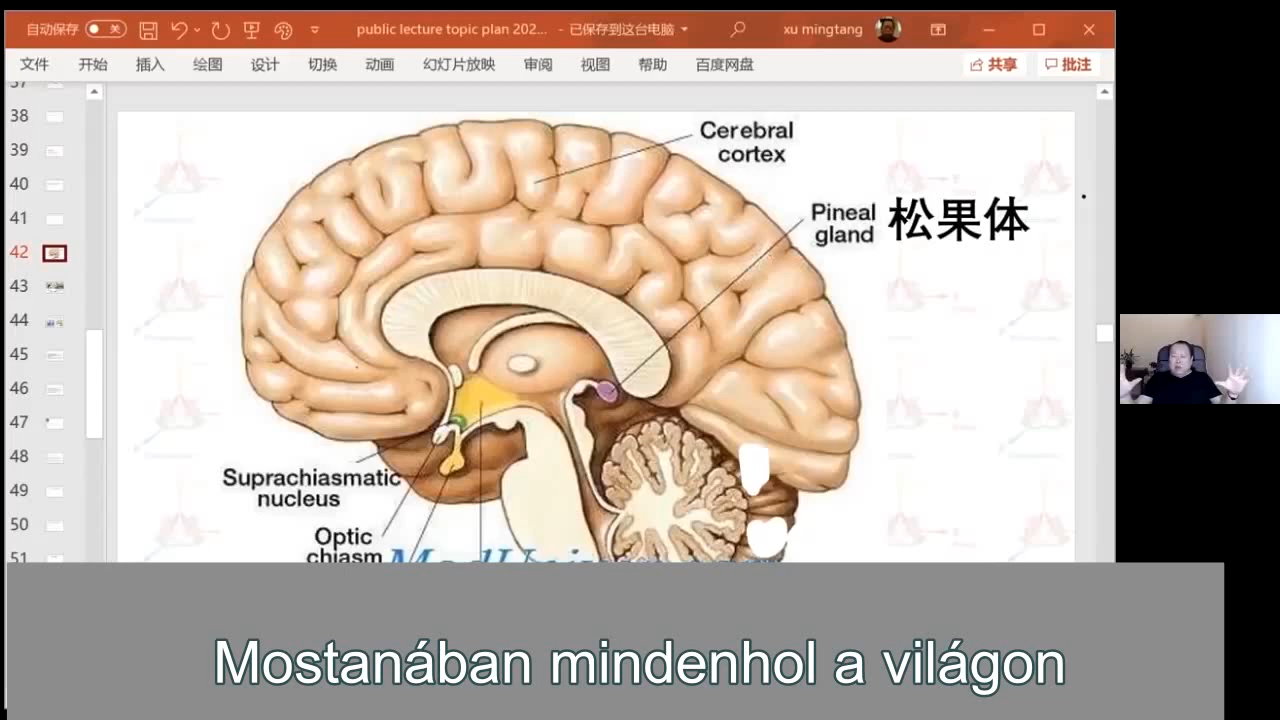 自动保存 关 public lecture topic plan 202... - 已保存到这台电脑 xu mingtang
文件 开始 插入 绘图 设计 切换 动画 幻灯片放映 审阅 视图 帮助 百度网盘 共享 批注
37
38
39
40
41
42
43
44
45
46
47
48
49
50
51
Cerebral
cortex
Pineal
gland
松果体
Suprachiasmatic
nucleus
Optic
chiasm
Mostanában mindenhol a világon